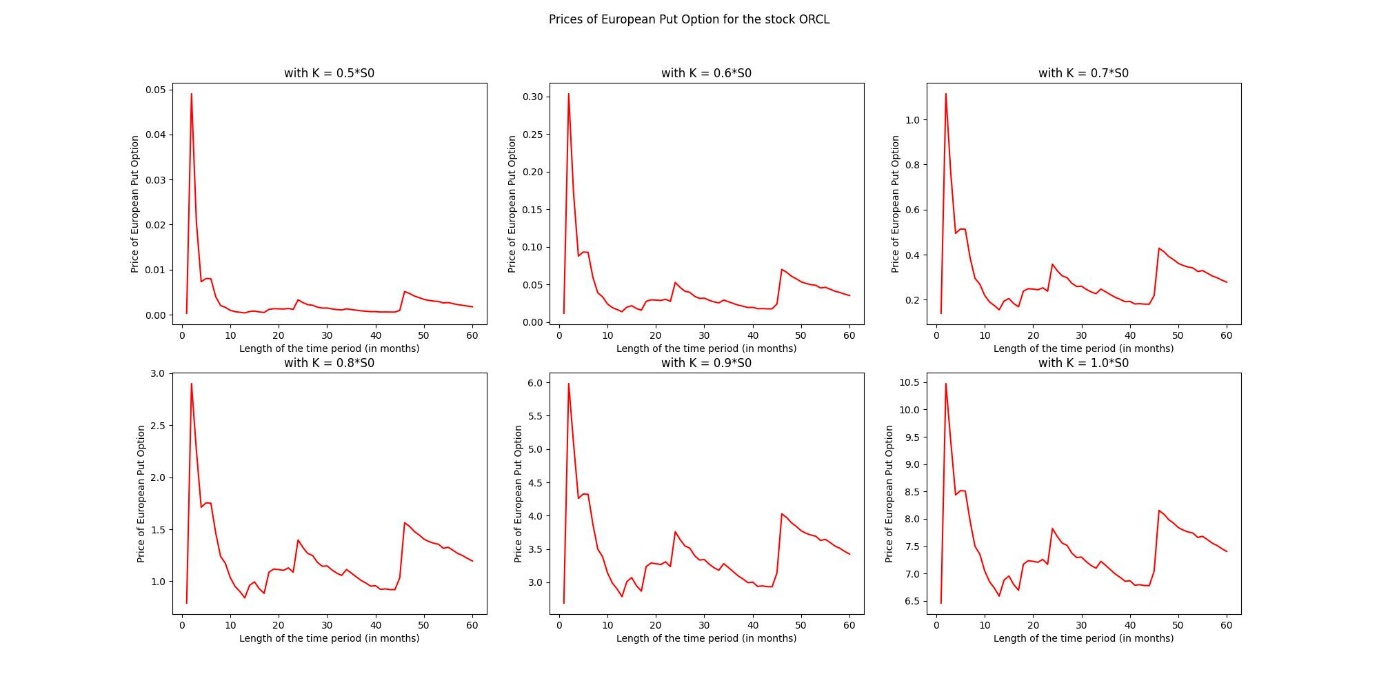 Prices of European Put Option for the stock ORCL
with K = 0.5*S0
with K = 0.6*S0
with K = 0.7*S0
Price of European Put Option
0.05
0.04
0.03
0.02
0.01
0.00
0 10 20 30 40 50 60
Length of the time period (in months)
Price of European Put Option
0.30
0.25
0.20
0.15
0.10
0.05
0.00
0 10 20 30 40 50 60
Length of the time period (in months)
Price of European Put Option
1.0
0.8
0.6
0.4
0.2
0 10 20 30 40 50 60
Length of the time period (in months)
with K = 0.8*S0
with K = 0.9*S0
with K = 1.0*S0
Price of European Put Option
3.0
2.5
2.0
1.5
1.0
0 10 20 30 40 50 60
Length of the time period (in months)
Price of European Put Option
6.0
5.5
5.0
4.5
4.0
3.5
3.0
0 10 20 30 40 50 60
Length of the time period (in months)
Price of European Put Option
10.5
10.0
9.5
9.0
8.5
8.0
7.5
7.0
6.5
0 10 20 30 40 50 60
Length of the time period (in months)